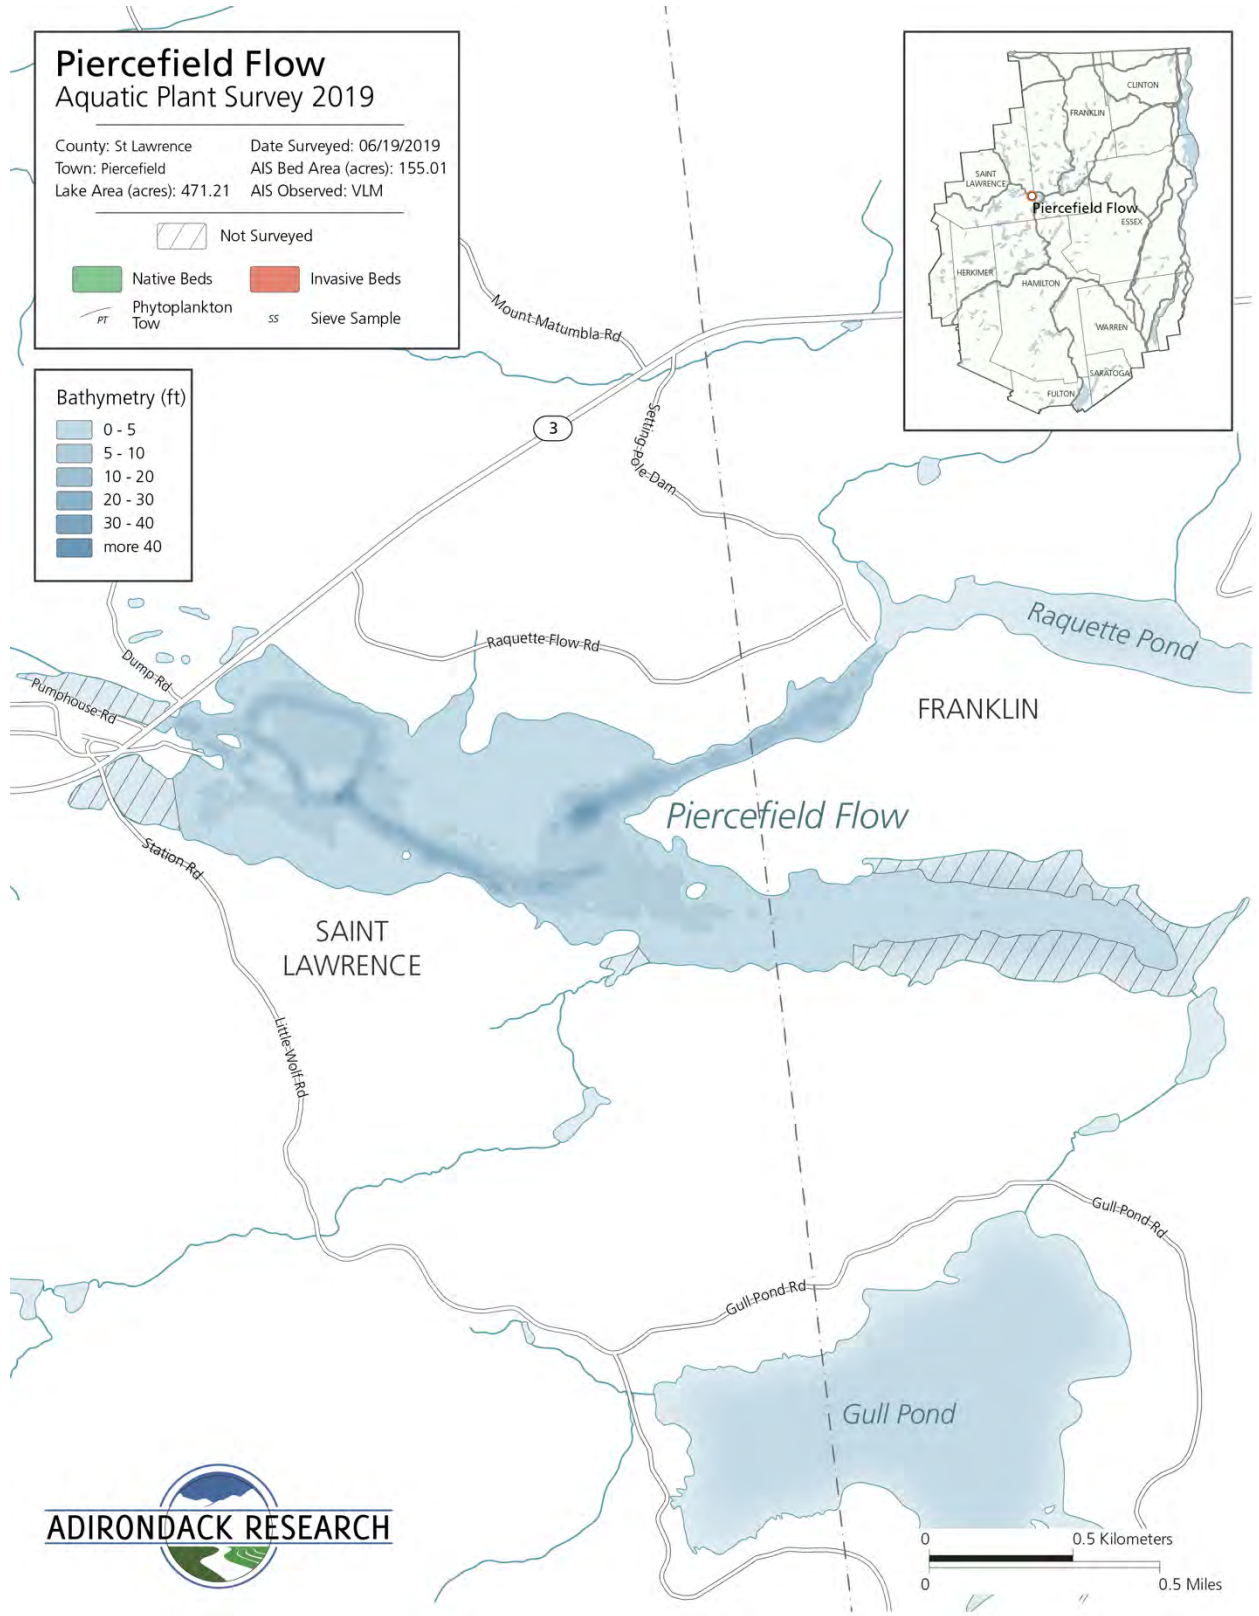 Piercefield Flow
Aquatic Plant Survey 2019
County: St Lawrence
Date Surveyed: 06/19/2019
Town: Piercefield
AIS Bed Area (acres): 155.01
Lake Area (acres): 471.21
AIS Observed: VLM
Not Surveyed
Native Beds
Invasive Beds
PT
Phytoplankton
Tow
SS
Sieve Sample
Bathymetry (ft)
0 - 5
5 - 10
10 - 20
20 - 30
30 - 40
more 40
CLINTON
FRANKLIN
SAINT
LAWRENCE
Piercefield Flow
ESSEX
HERKIMER
HAMILTON
WARREN
SARATOGA
FULTON
Mount Matumbla Rd
3
Setting Pole Dam
Raquette Pond
Raquette Flow Rd
Dump Rd
Pumphouse Rd
FRANKLIN
Piercefield Flow
Station Rd
SAINT
LAWRENCE
Little Wolf Rd
Gull Pond Rd
Gull Pond Rd
Gull Pond
ADIRONDACK RESEARCH
0
0.5 Kilometers
0
0.5 Miles